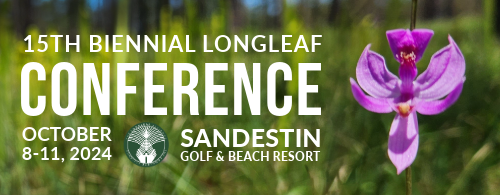 15TH BIENNIAL LONGLEAF
CONFERENCE
OCTOBER
8-11, 2024
SANDESTIN
GOLF & BEACH RESORT